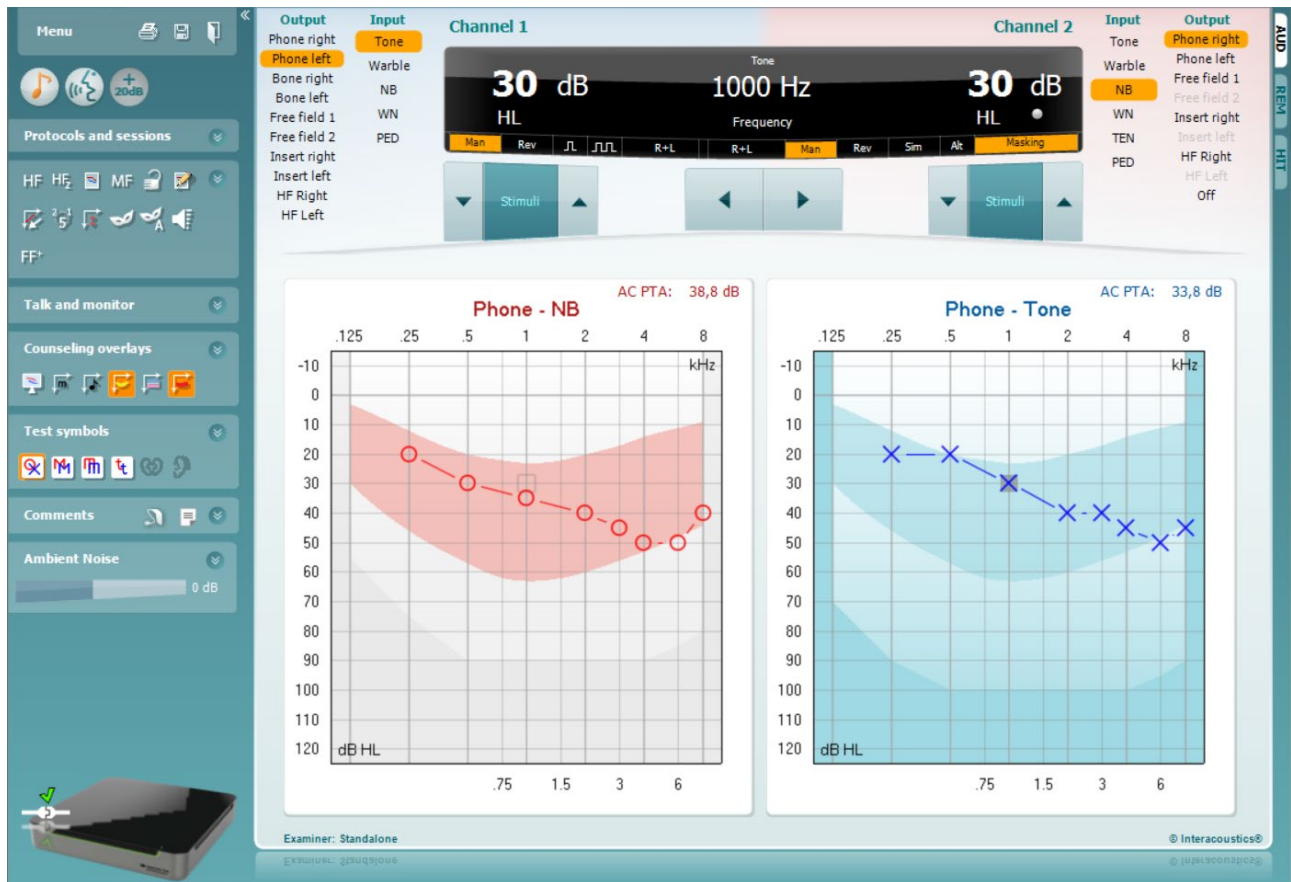 Menu
+
20dB
Protocols and sessions
HF HFz MF
2 -1
5
A
FF+
Talk and monitor
Counseling overlays
m
Test symbols
M M m m t t
Comments
Ambient Noise
0 dB
Output
Phone right
Phone left
Bone right
Bone left
Free field 1
Free field 2
Insert right
Insert left
HF Right
HF Left
Input
Tone
Warble
NB
WN
PED
Channel 1
Channel 2
Tone
30 dB 1000 Hz 30 dB
HL Frequency HL
Man Rev R+L R+L Man Rev Sim Alt Masking
Stimuli
Stimuli
Input
Tone
Warble
NB
WN
TEN
PED
Output
Phone right
Phone left
Free field 1
Free field 2
Insert right
Insert left
HF Right
HF Left
Off
AUD
REM
HIT
AC PTA: 38,8 dB
Phone - NB
.125 .25 .5 1 2 4 8
kHz
-10
0
10
20
30
40
50
60
70
80
90
100
110
120
dB HL
.75 1.5 3 6
AC PTA: 33,8 dB
Phone - Tone
.125 .25 .5 1 2 4 8
kHz
-10
0
10
20
30
40
50
60
70
80
90
100
110
120
dB HL
.75 1.5 3 6
Examiner: Standalone
© Interacoustics®